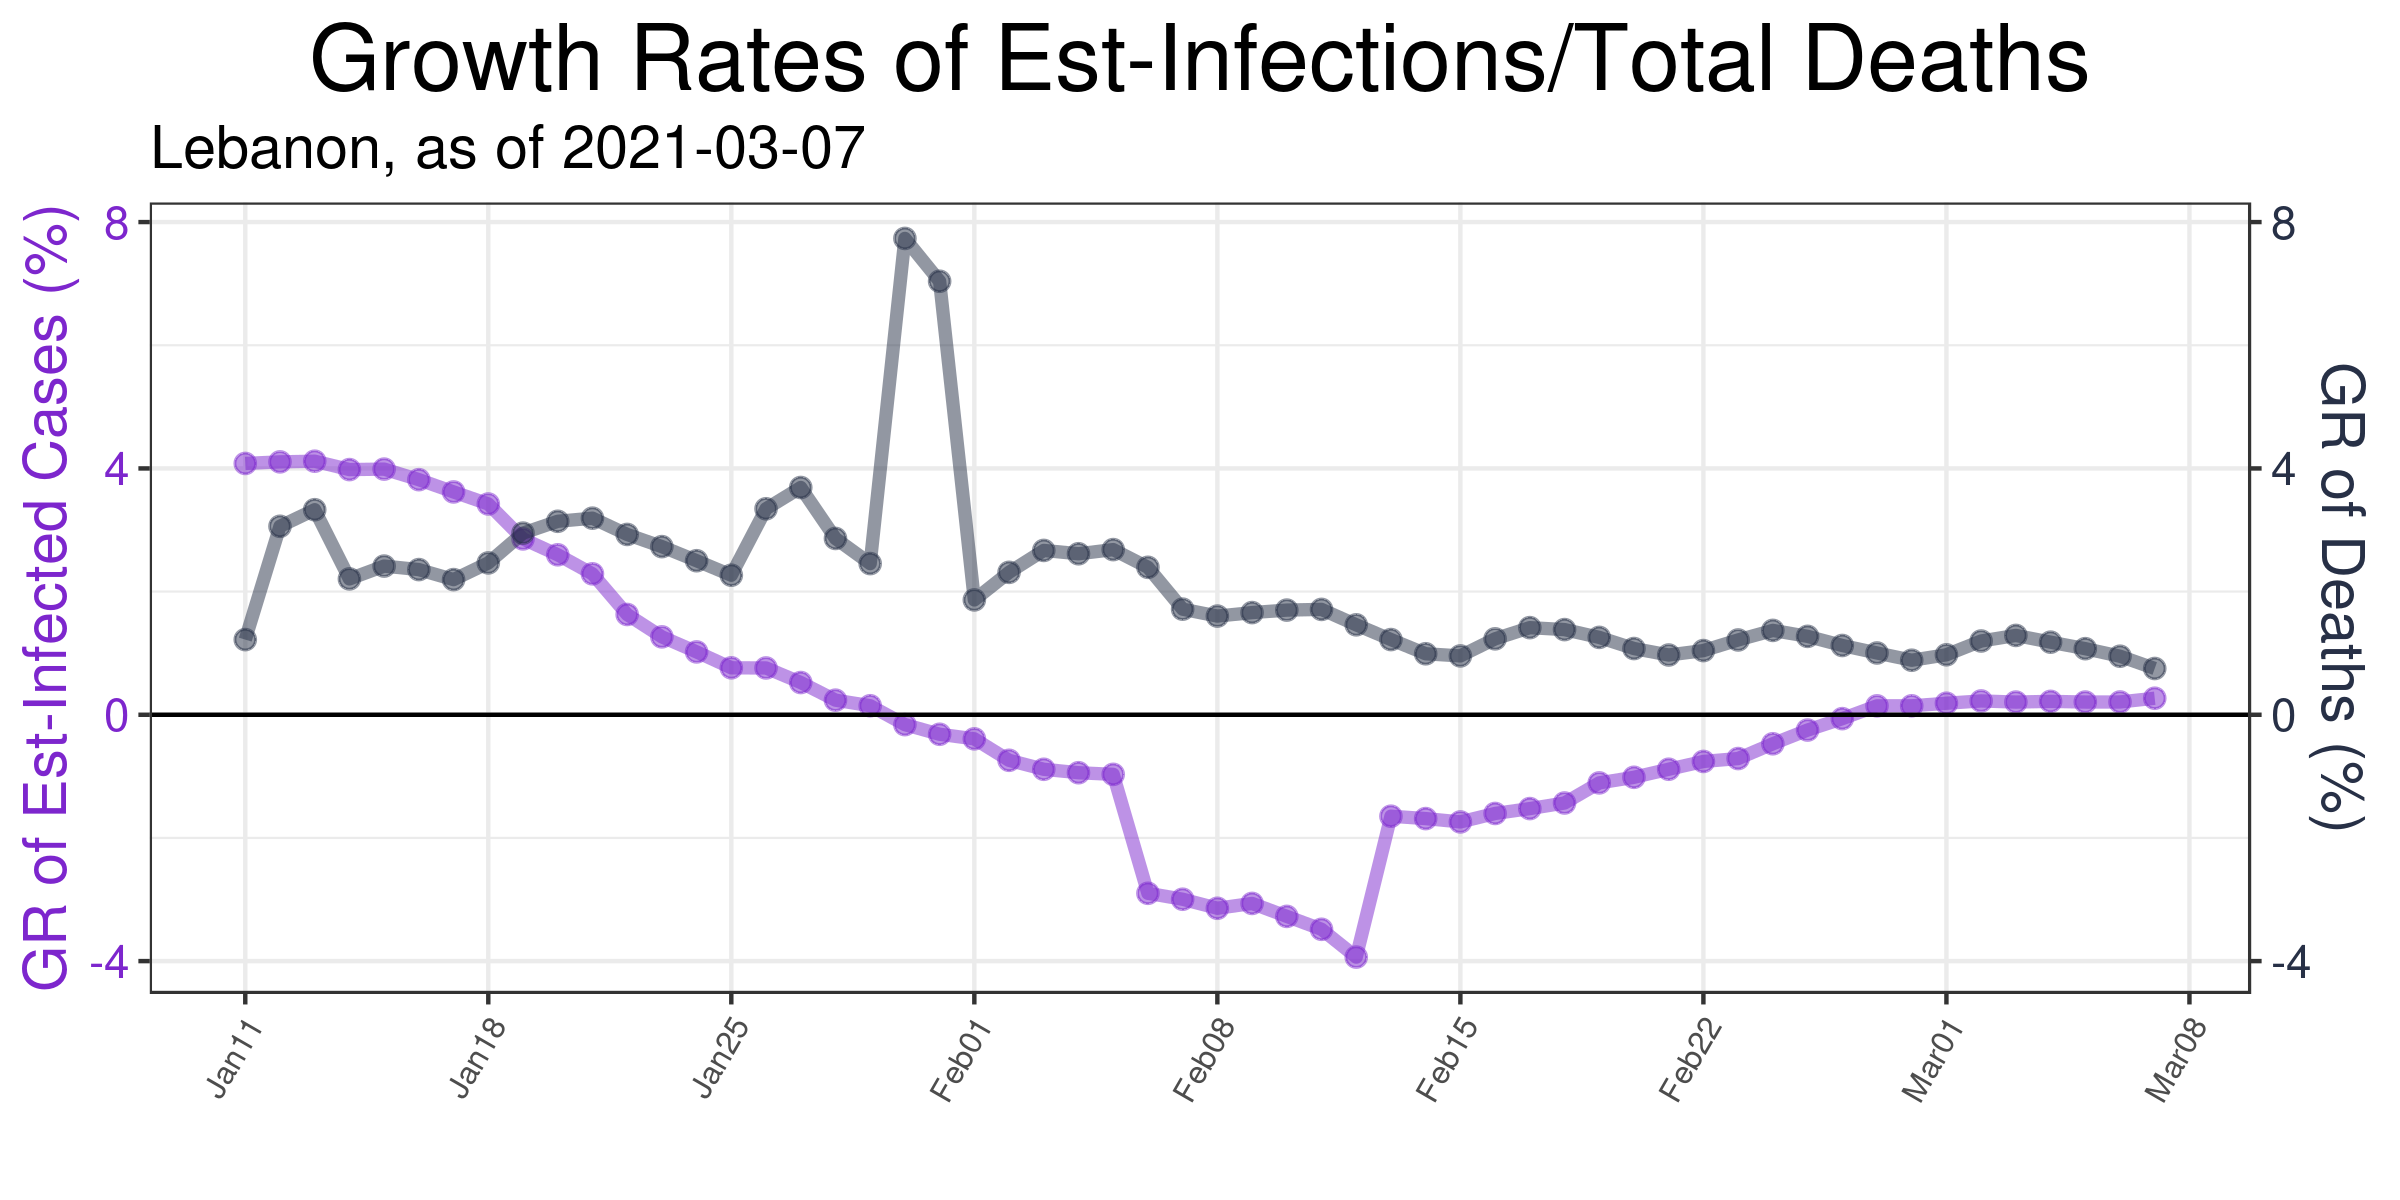 Growth Rates of Est-Infections/Total Deaths
Lebanon, as of 2021-03-07
GR of Est-Infected Cases (%)
8
4
0
-4
8
4
0
-4
GR of Deaths (%)
Jan11
Jan18
Jan25
Feb01
Feb08
Feb15
Feb22
Mar01
Mar08